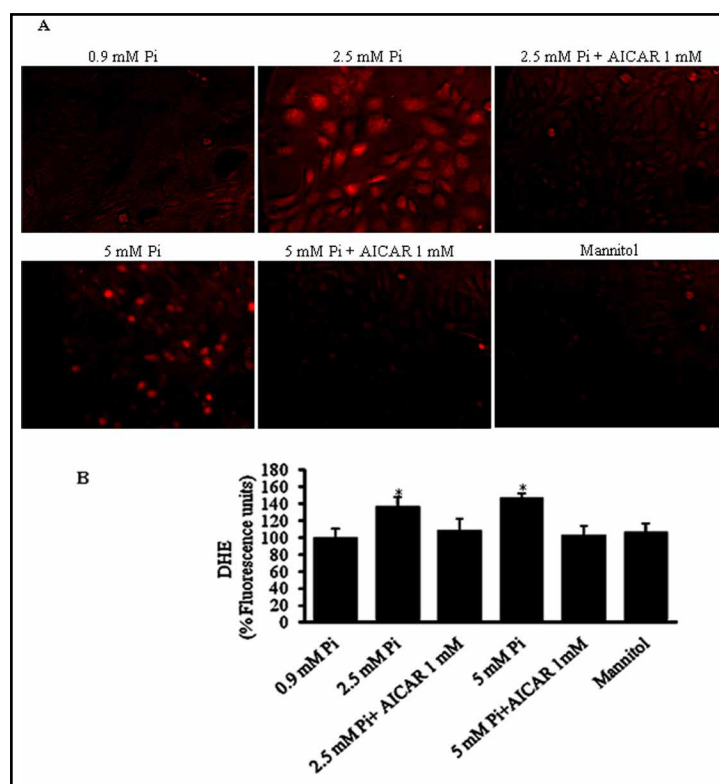 A
0.9 mM Pi 2.5 mM Pi 2.5 mM Pi + AICAR 1 mM
5 mM Pi 5 mM Pi + AICAR 1 mM Mannitol
B
DHE
(% Fluorescence units)
180
160
140
120
100
80
60
40
20
0
* *
0.9 mM Pi
2.5 mM Pi
2.5 mM Pi+ AICAR 1 mM
5 mM Pi
5 mM Pi+AICAR 1mM
Mannitol